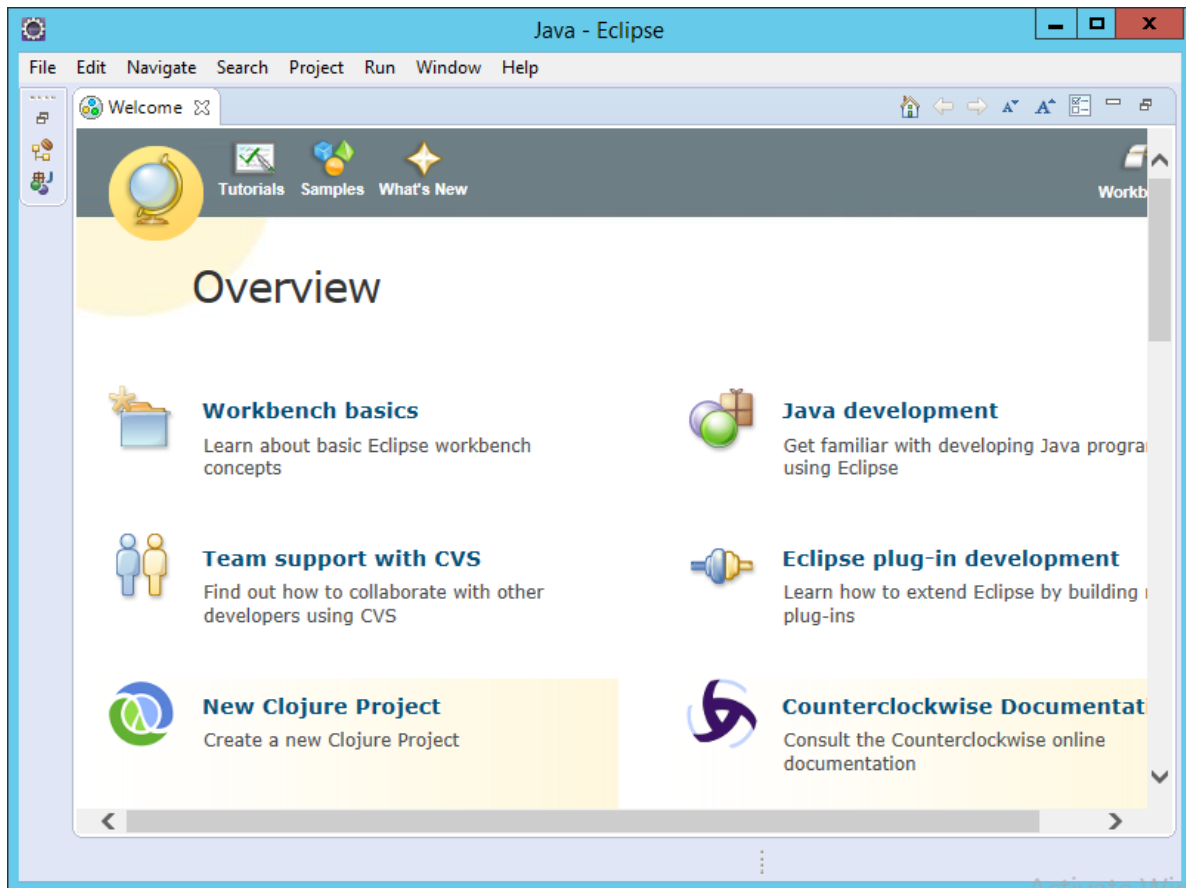 Java - Eclipse
File Edit Navigate Search Project Run Window Help
Welcome
Tutorials Samples What's New
Workb
Overview
Workbench basics
Learn about basic Eclipse workbench
concepts
Java development
Get familiar with developing Java progra
using Eclipse
Team support with CVS
Find out how to collaborate with other
developers using CVS
Eclipse plug-in development
Learn how to extend Eclipse by building
plug-ins
New Clojure Project
Create a new Clojure Project
Counterclockwise Documentat
Consult the Counterclockwise online
documentation